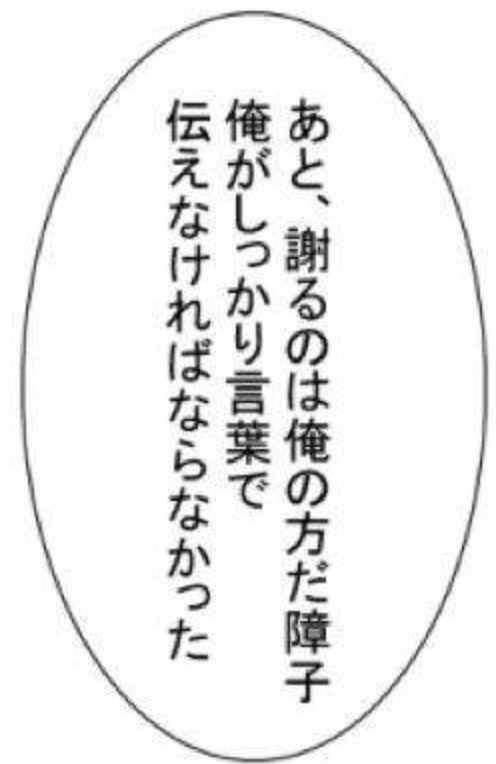 あと、謝るのは俺の方だ障子
俺がしっかり言葉で
伝えなければならなかった